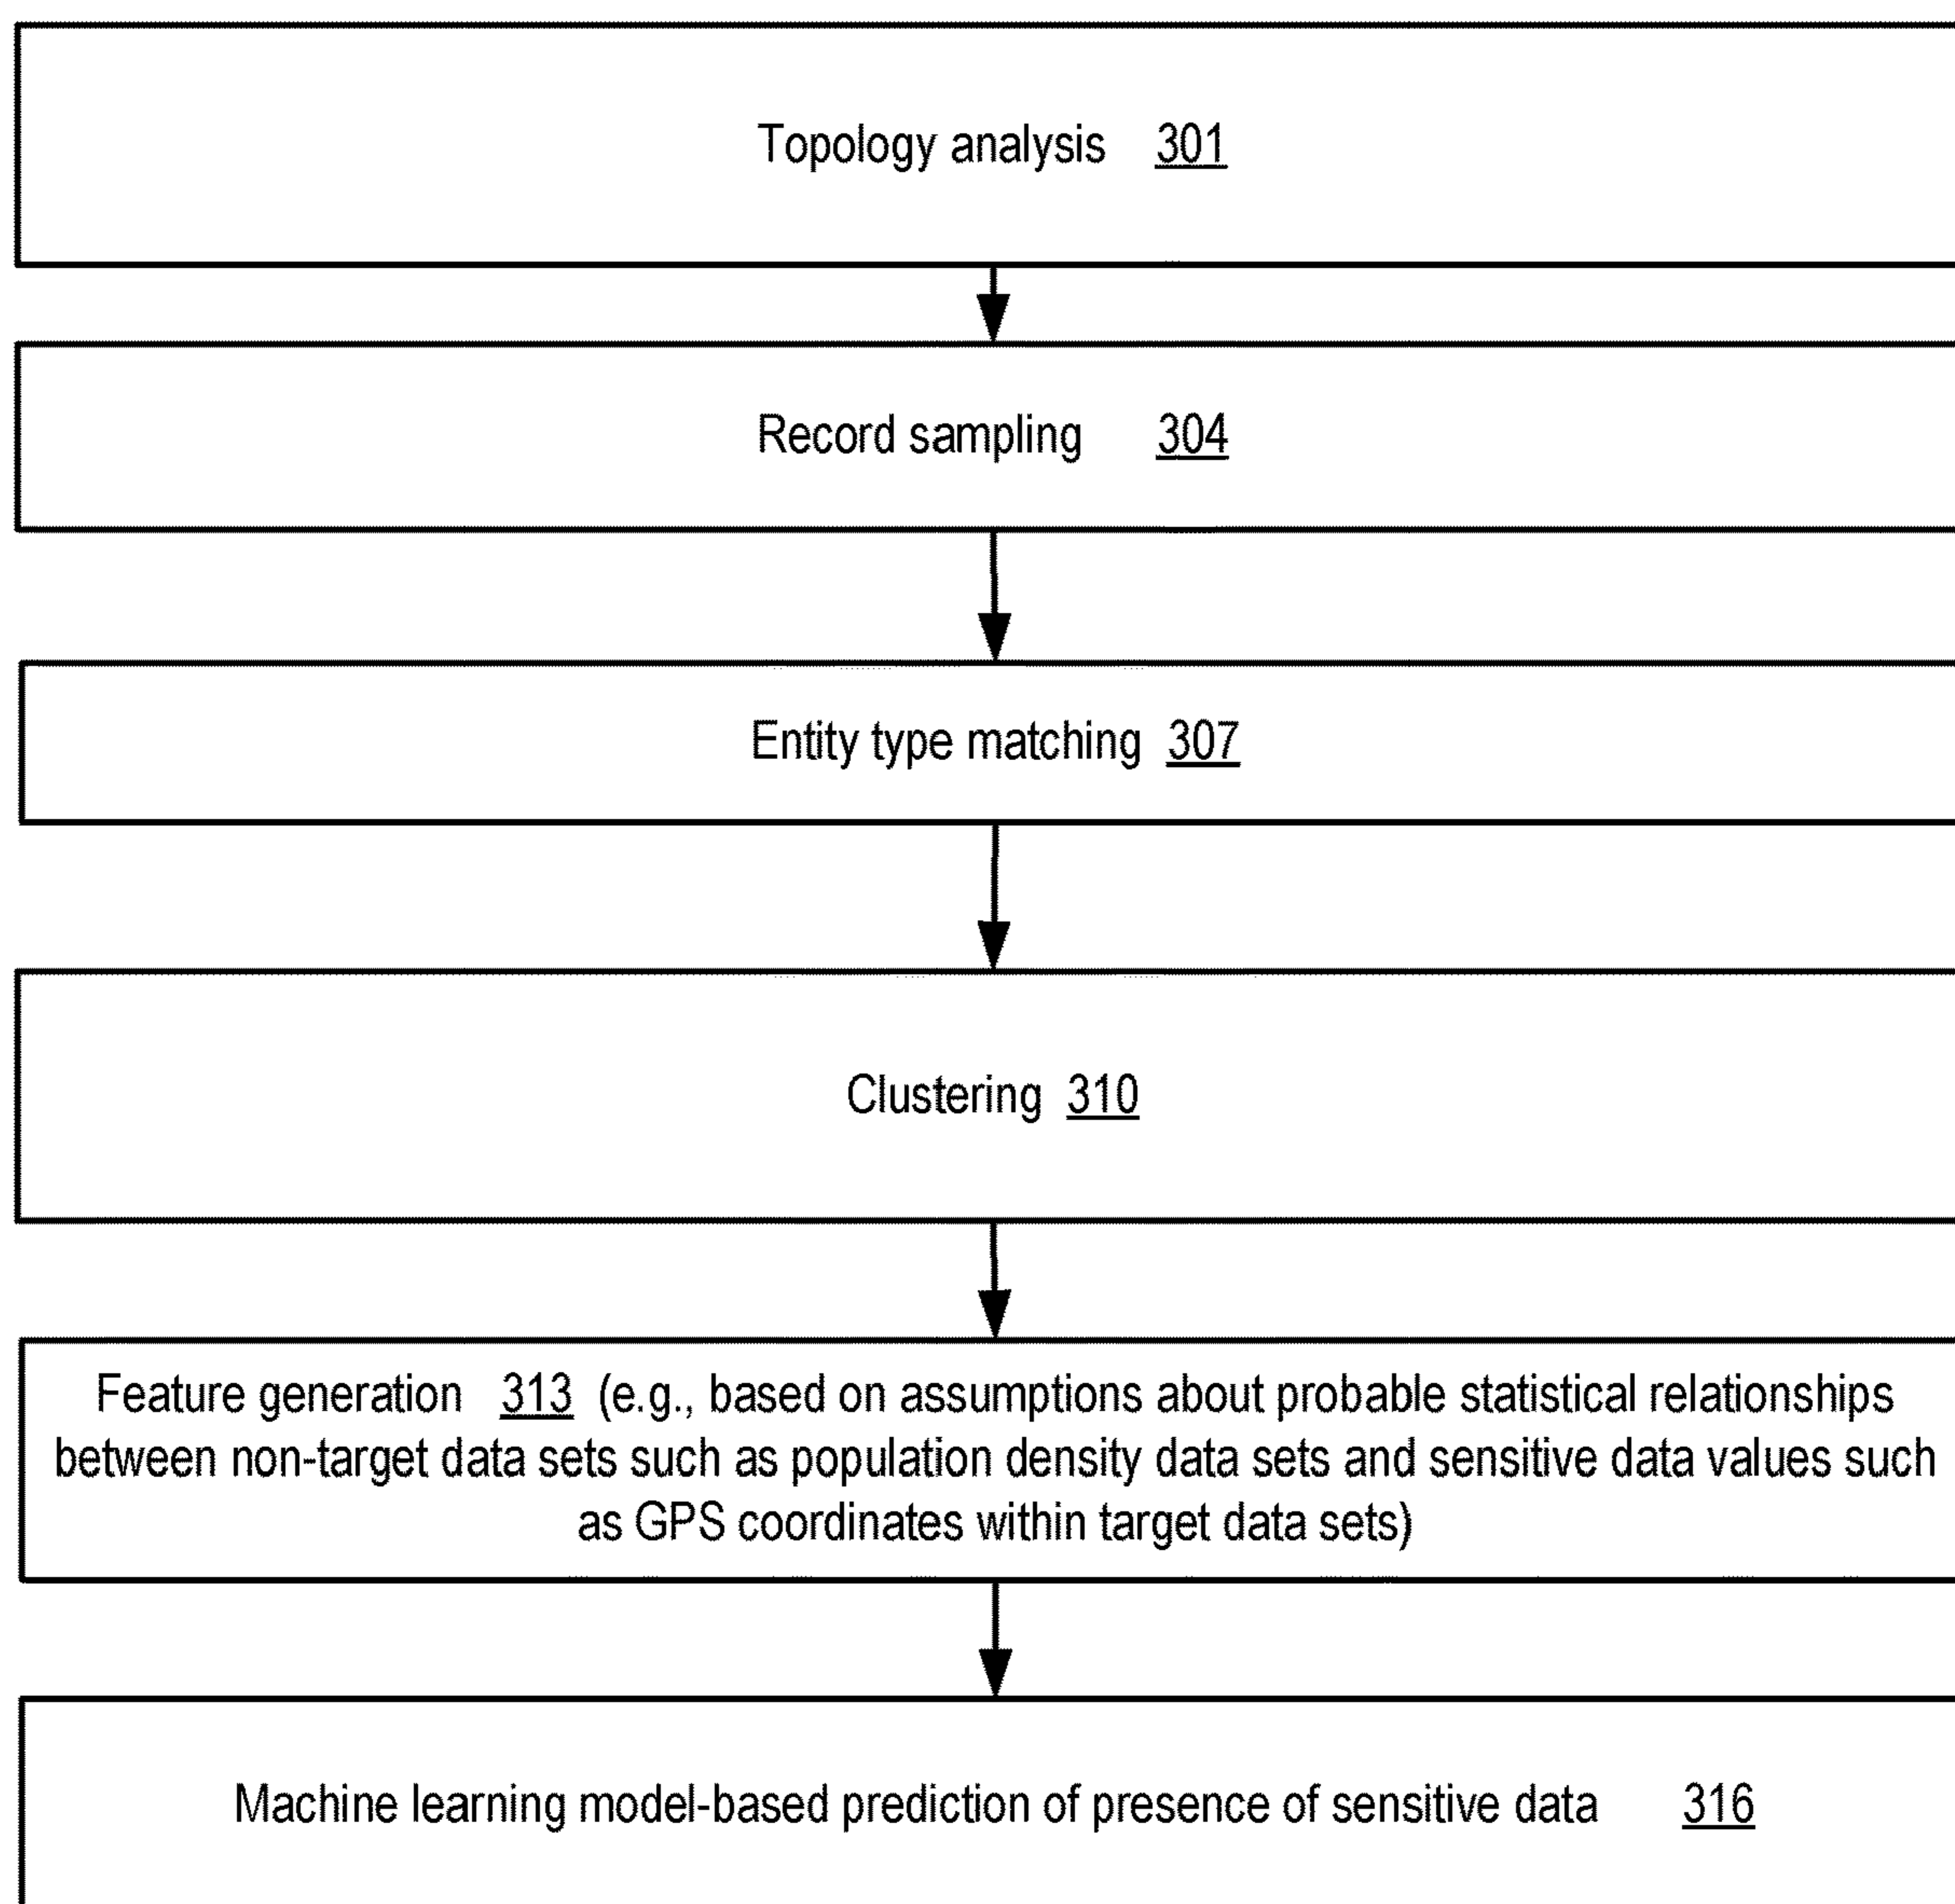 Topology analysis 301
Record sampling 304
Entity type matching 307
Clustering 310
Feature generation 313 (e.g., based on assumptions about probable statistical relationships
between non-target data sets such as population density data sets and sensitive data values such
as GPS coordinates within target data sets)
Machine learning model-based prediction of presence of sensitive data 316